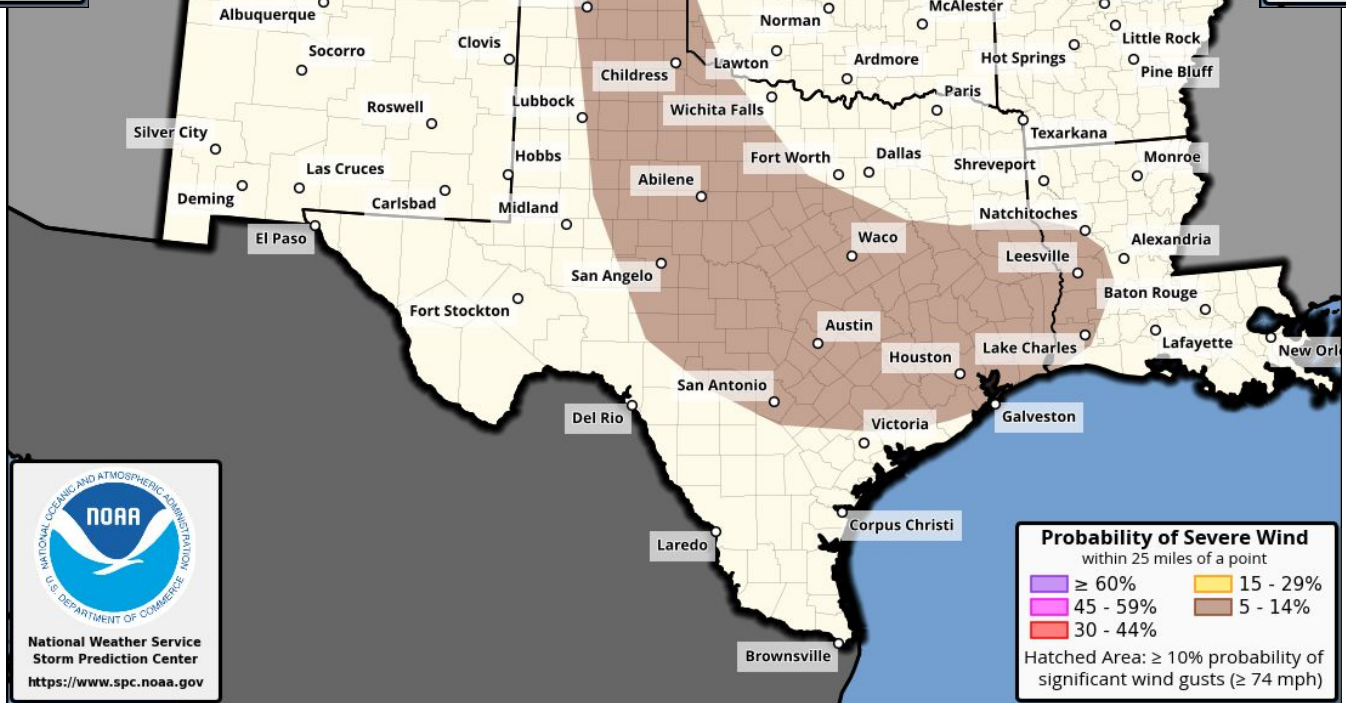 Albuquerque
Norman
McAlester
Socorro
Clovis
Little Rock
Lawton
Ardmore
Hot Springs
Childress
Pine Bluff
Roswell
Lubbock
Wichita Falls
Paris
Silver City
Texarkana
Las Cruces
Hobbs
Fort Worth
Dallas
Shreveport
Monroe
Deming
Carlsbad
Midland
Abilene
Natchitoches
El Paso
Waco
Alexandria
San Angelo
Leesville
Fort Stockton
Baton Rouge
Austin
Houston
Lake Charles
Lafayette
New Orl
San Antonio
Del Rio
Victoria
Galveston
Laredo
Corpus Christi
Brownsville
NATIONAL OCEANIC AND ATMOSPHERIC ADMINISTRATION
NOAA
U.S. DEPARTMENT OF COMMERCE
National Weather Service
Storm Prediction Center
https://www.spc.noaa.gov
Probability of Severe Wind
within 25 miles of a point
≥ 60% 15 - 29%
45 - 59% 5 - 14%
30 - 44%
Hatched Area: ≥ 10% probability of
significant wind gusts (≥ 74 mph)